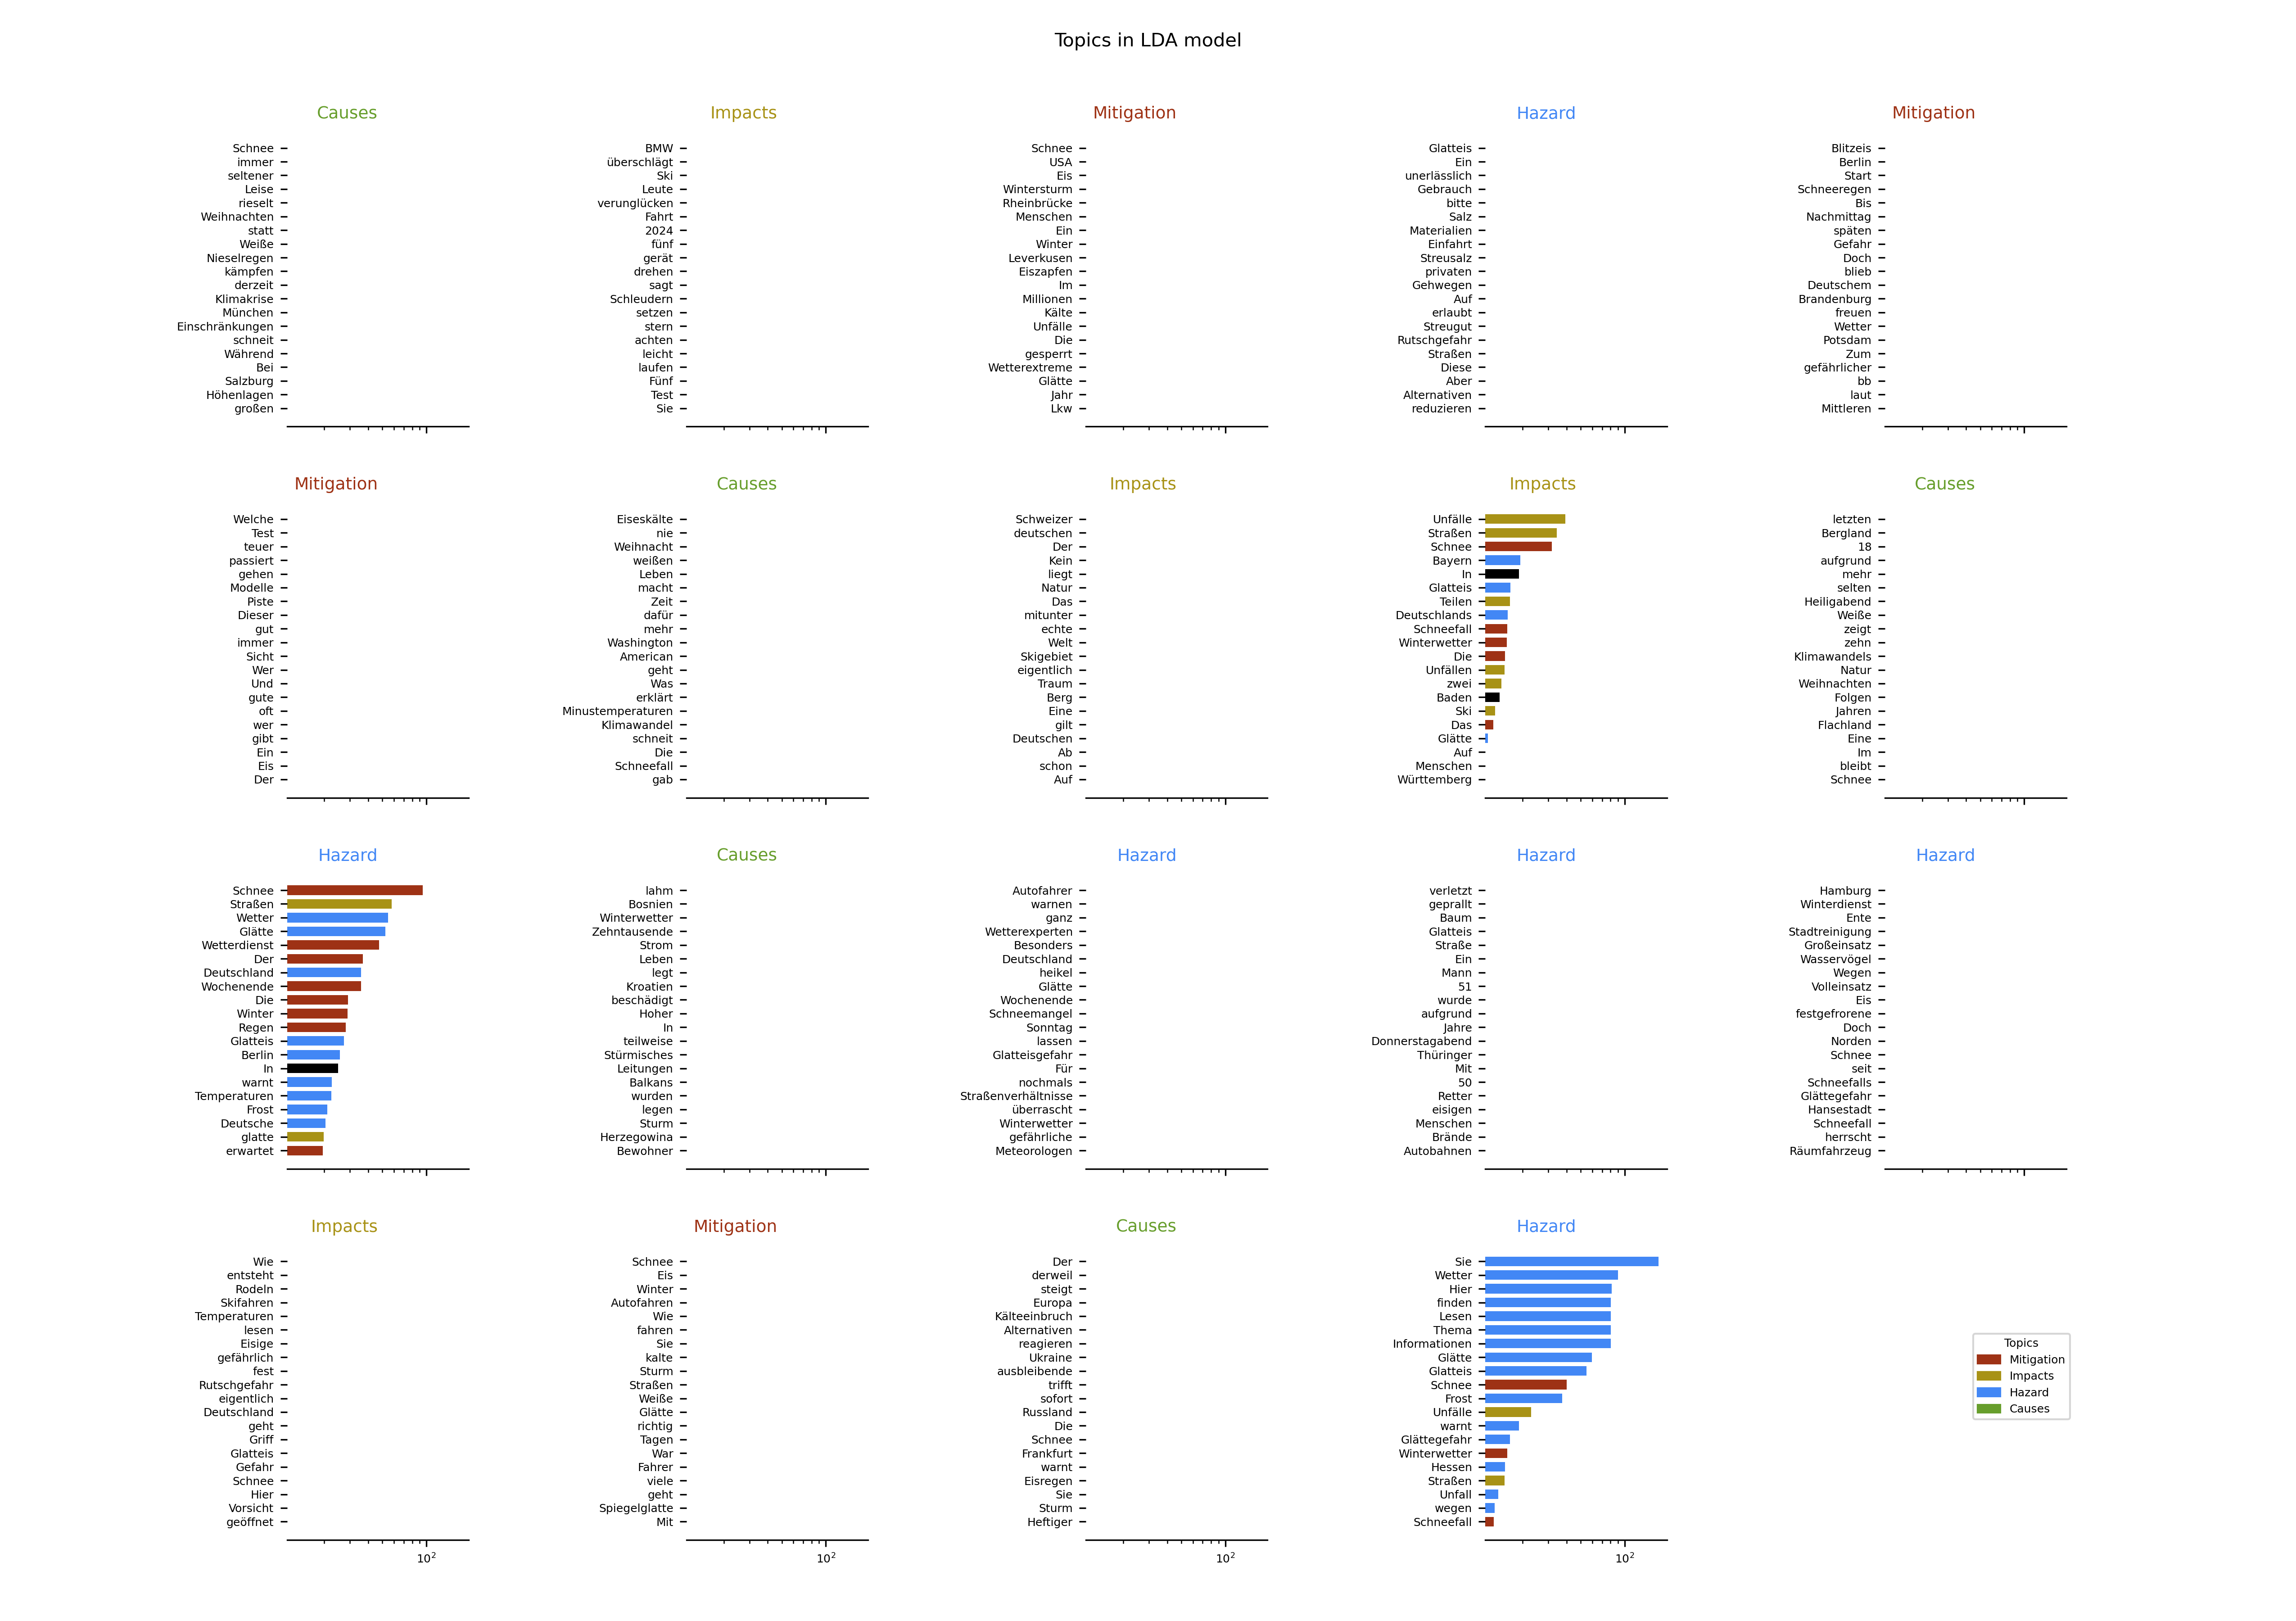 Topics in LDA model
Causes
Schnee
immer
seltener
Leise
rieselt
Weihnachten
statt
Weiße
Nieselregen
kämpfen
derzeit
Klimakrise
München
Einschränkungen
schneit
Während
Bei
Salzburg
Höhenlagen
großen
Impacts
BMW
überschlägt
Ski
Leute
verunglücken
Fahrt
2024
fünf
gerät
drehen
sagt
Schleudern
setzen
stern
achten
leicht
laufen
Fünf
Test
Sie
Mitigation
Schnee
USA
Eis
Wintersturm
Rheinbrücke
Menschen
Ein
Winter
Leverkusen
Eiszapfen
Im
Millionen
Kälte
Unfälle
Die
gesperrt
Wetterextreme
Glätte
Jahr
Lkw
Hazard
Glatteis
Ein
unerlässlich
Gebrauch
bitte
Salz
Materialien
Einfahrt
Streusalz
privaten
Gehwegen
Auf
erlaubt
Streugut
Rutschgefahr
Straßen
Diese
Aber
Alternativen
reduzieren
Mitigation
Blitzeis
Berlin
Start
Schneeregen
Bis
Nachmittag
späten
Gefahr
Doch
blieb
Deutschem
Brandenburg
freuen
Wetter
Potsdam
Zum
gefährlicher
bb
laut
Mittleren
Mitigation
Welche
Test
teuer
passiert
gehen
Modelle
Piste
Dieser
gut
immer
Sicht
Wer
Und
gute
oft
wer
gibt
Ein
Eis
Der
Causes
Eiseskälte
nie
Weihnacht
weißen
Leben
macht
Zeit
dafür
mehr
Washington
American
geht
Was
erklärt
Minustemperaturen
Klimawandel
schneit
Die
Schneefall
gab
Impacts
Schweizer
deutschen
Der
Kein
liegt
Natur
Das
mitunter
echte
Welt
Skigebiet
eigentlich
Traum
Berg
Eine
gilt
Deutschen
Ab
schon
Auf
Impacts
Unfälle
Straßen
Schnee
Bayern
In
Glatteis
Teilen
Deutschlands
Schneefall
Winterwetter
Die
Unfällen
zwei
Baden
Ski
Das
Glätte
Auf
Menschen
Württemberg
Causes
letzten
Bergland
18
aufgrund
mehr
selten
Heiligabend
Weiße
zeigt
zehn
Klimawandels
Natur
Weihnachten
Folgen
Jahren
Flachland
Eine
Im
bleibt
Schnee
Hazard
Schnee
Straßen
Wetter
Glätte
Wetterdienst
Der
Deutschland
Wochenende
Die
Winter
Regen
Glatteis
Berlin
In
warnt
Temperaturen
Frost
Deutsche
glatte
erwartet
Causes
lahm
Bosnien
Winterwetter
Zehntausende
Strom
Leben
legt
Kroatien
beschädigt
Hoher
In
teilweise
Stürmisches
Leitungen
Balkans
wurden
legen
Sturm
Herzegowina
Bewohner
Hazard
Autofahrer
warnen
ganz
Wetterexperten
Besonders
Deutschland
heikel
Glätte
Wochenende
Schneemangel
Sonntag
lassen
Glatteisgefahr
Für
nochmals
Straßenverhältnisse
überrascht
Winterwetter
gefährliche
Meteorologen
Hazard
verletzt
geprallt
Baum
Glatteis
Straße
Ein
Mann
51
wurde
aufgrund
Jahre
Donnerstagabend
Thüringer
Mit
50
Retter
eisigen
Menschen
Brände
Autobahnen
Hazard
Hamburg
Winterdienst
Ente
Stadtreinigung
Großeinsatz
Wasservögel
Wegen
Volleinsatz
Eis
festgefrorene
Doch
Norden
Schnee
seit
Schneefalls
Glättegefahr
Hansestadt
Schneefall
herrscht
Räumfahrzeug
Impacts
Wie
entsteht
Rodeln
Skifahren
Temperaturen
lesen
Eisige
gefährlich
fest
Rutschgefahr
eigentlich
Deutschland
geht
Griff
Glatteis
Gefahr
Schnee
Hier
Vorsicht
geöffnet
10²
Mitigation
Schnee
Eis
Winter
Autofahren
Wie
fahren
Sie
kalte
Sturm
Straßen
Weiße
Glätte
richtig
Tagen
War
Fahrer
viele
geht
Spiegelglatte
Mit
10²
Causes
Der
derweil
steigt
Europa
Kälteeinbruch
Alternativen
reagieren
Ukraine
ausbleibende
trifft
sofort
Russland
Die
Schnee
Frankfurt
warnt
Eisregen
Sie
Sturm
Heftiger
10²
Hazard
Sie
Wetter
Hier
finden
Lesen
Thema
Informationen
Glätte
Glatteis
Schnee
Frost
Unfälle
warnt
Glättegefahr
Winterwetter
Hessen
Straßen
Unfall
wegen
Schneefall
10²
Topics
Mitigation
Impacts
Hazard
Causes